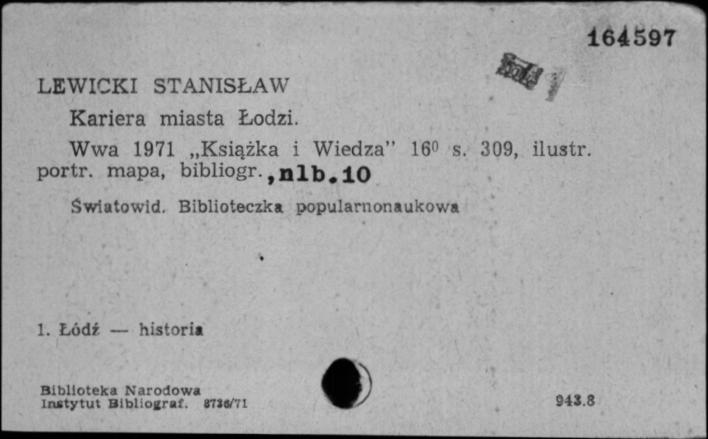 164597
LEWICKI STANISŁAW
Kariera miasta Łodzi.
Wwa 1971 „Książka i Wiedza” 16⁰ s. 309, ilustr.
portr. mapa, bibliogr., nlb.10
Światowid. Biblioteczka popularnonaukowa
1. Łódź — historia
Biblioteka Narodowa
Instytut Bibliograf. 8736/71
943.8